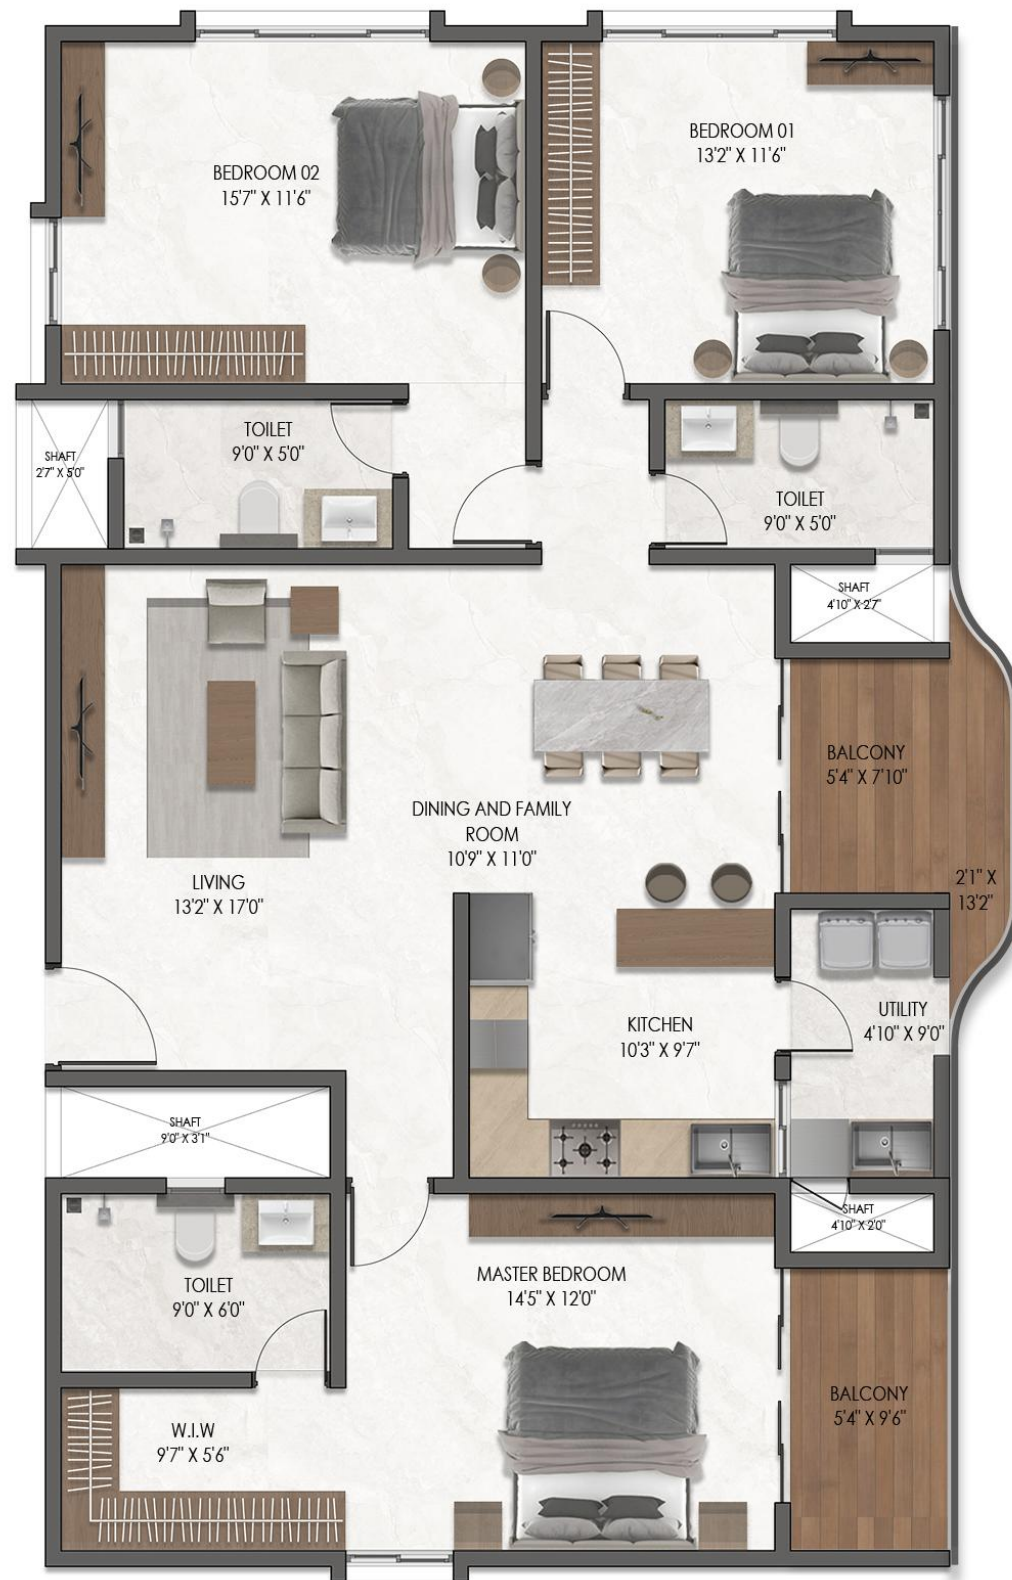 BEDROOM 02
15'7" X 11'6"
BEDROOM 01
13'2" X 11'6"
TOILET
9'0" X 5'0"
SHAFT
2'7" X 5'0"
TOILET
9'0" X 5'0"
SHAFT
4'10" X 2'7"
BALCONY
5'4" X 7'10"
DINING AND FAMILY
ROOM
10'9" X 11'0"
LIVING
13'2" X 17'0"
2'1" X
13'2"
KITCHEN
10'3" X 9'7"
UTILITY
4'10" X 9'0"
SHAFT
9'0" X 3'1"
SHAFT
4'10" X 2'0"
TOILET
9'0" X 6'0"
MASTER BEDROOM
14'5" X 12'0"
W.I.W
9'7" X 5'6"
BALCONY
5'4" X 9'6"